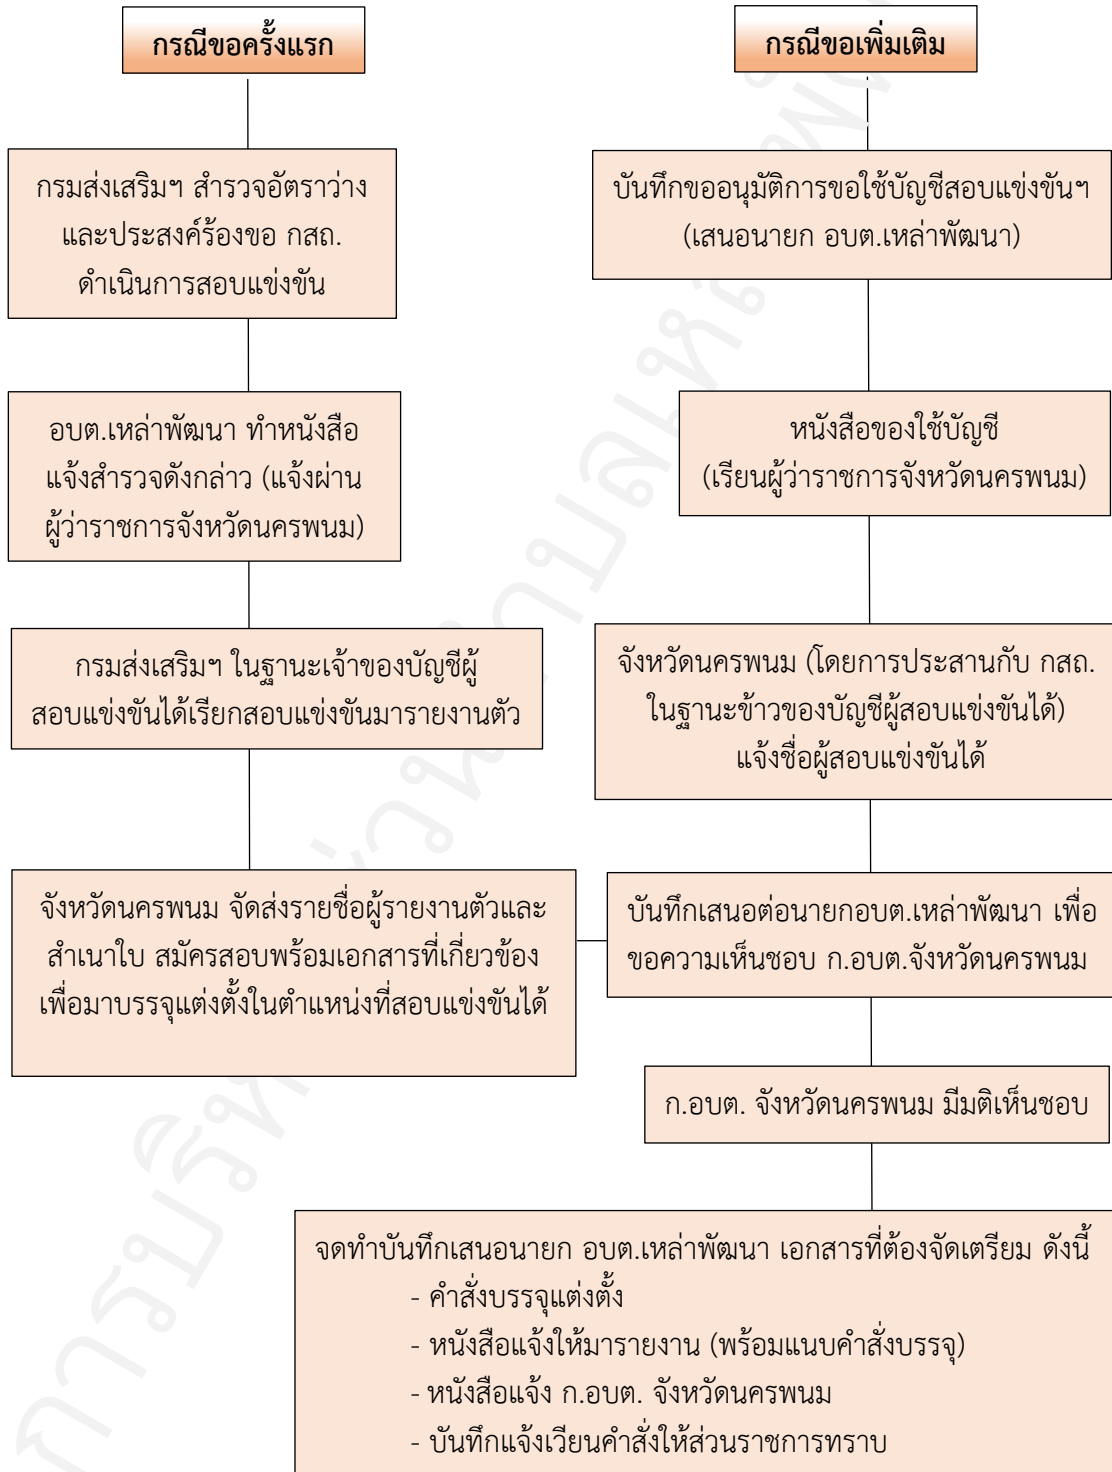 กรณีขอครั้งแรก
กรมส่งเสริมฯ สำรวจอัตราว่าง
และประสงค์ร้องขอ กสถ.
ดำเนินการสอบแข่งขัน
อบต.เหล่าพัฒนา ทำหนังสือ
แจ้งสำรวจดังกล่าว (แจ้งผ่าน
ผู้ว่าราชการจังหวัดนครพนม)
กรมส่งเสริมฯ ในฐานะเจ้าของบัญชีผู้
สอบแข่งขันได้เรียกสอบแข่งขันมารายงานตัว
จังหวัดนครพนม จัดส่งรายชื่อผู้รายงานตัวและ
สำเนาใบ สมัครสอบพร้อมเอกสารที่เกี่ยวข้อง
เพื่อมาบรรจุแต่งตั้งในตำแหน่งที่สอบแข่งขันได้
กรณีขอเพิ่มเติม
บันทึกขออนุมัติการขอใช้บัญชีสอบแข่งขันฯ
(เสนอนายก อบต.เหล่าพัฒนา)
หนังสือของใช้บัญชี
(เรียนผู้ว่าราชการจังหวัดนครพนม)
จังหวัดนครพนม (โดยการประสานกับ กสถ.
ในฐานะข้าวของบัญชีผู้สอบแข่งขันได้)
แจ้งชื่อผู้สอบแข่งขันได้
บันทึกเสนอต่อนายกอบต.เหล่าพัฒนา เพื่อ
ขอความเห็นชอบ ก.อบต.จังหวัดนครพนม
ก.อบต. จังหวัดนครพนม มีมติเห็นชอบ
จดทำบันทึกเสนอนายก อบต.เหล่าพัฒนา เอกสารที่ต้องจัดเตรียม ดังนี้
- คำสั่งบรรจุแต่งตั้ง
- หนังสือแจ้งให้มารายงาน (พร้อมแนบคำสั่งบรรจุ)
- หนังสือแจ้ง ก.อบต. จังหวัดนครพนม
- บันทึกแจ้งเวียนคำสั่งให้ส่วนราชการทราบ